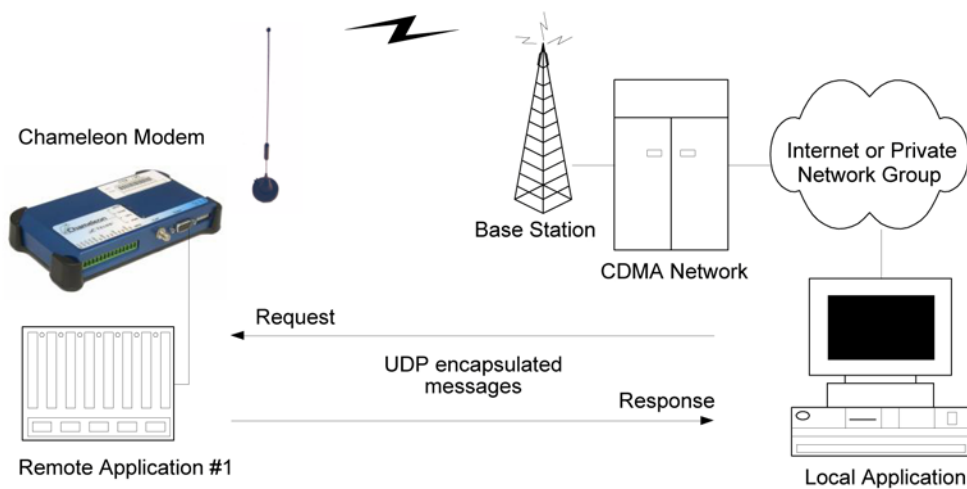 Chameleon Modem
Chameleon
Base Station
CDMA Network
Internet or Private
Network Group
Request
UDP encapsulated
messages
Response
Remote Application #1
Local Application